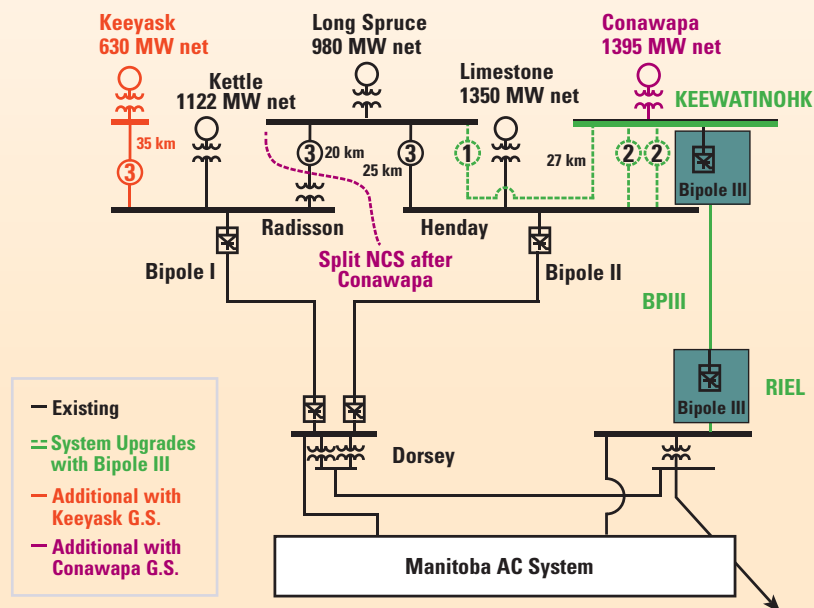 Keeyask
630 MW net
Long Spruce
980 MW net
Conawapa
1395 MW net
Kettle
1122 MW net
Limestone
1350 MW net
KEEWATINOHK
35 km
3
3
20 km
25 km
3
1
27 km
2
2
Bipole III
Radisson
Henday
Split NCS after
Conawapa
Bipole I
Bipole II
BPIII
RIEL
Bipole III
Existing
System Upgrades
with Bipole III
Additional with
Keeyask G.S.
Additional with
Conawapa G.S.
Dorsey
Manitoba AC System